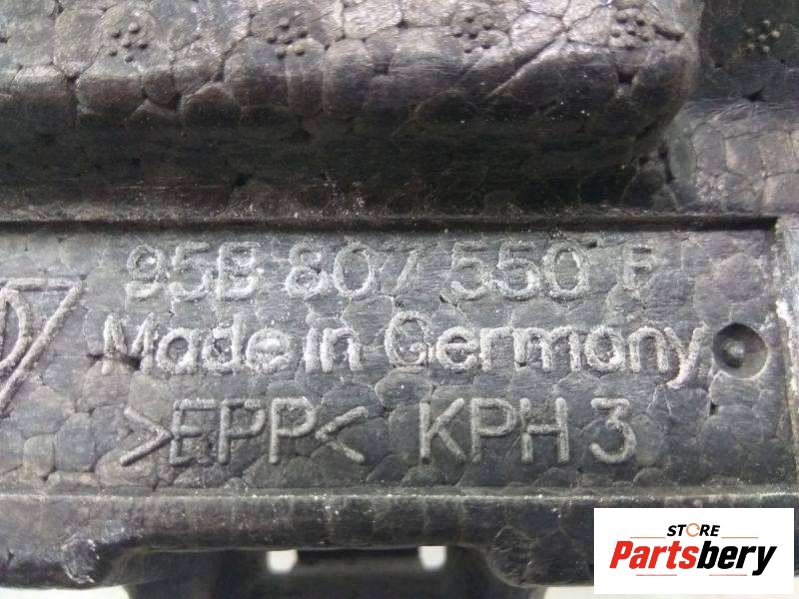 95B 807 550 F
Made in Germany
>EPP< KPH 3
STORE
Partsbery